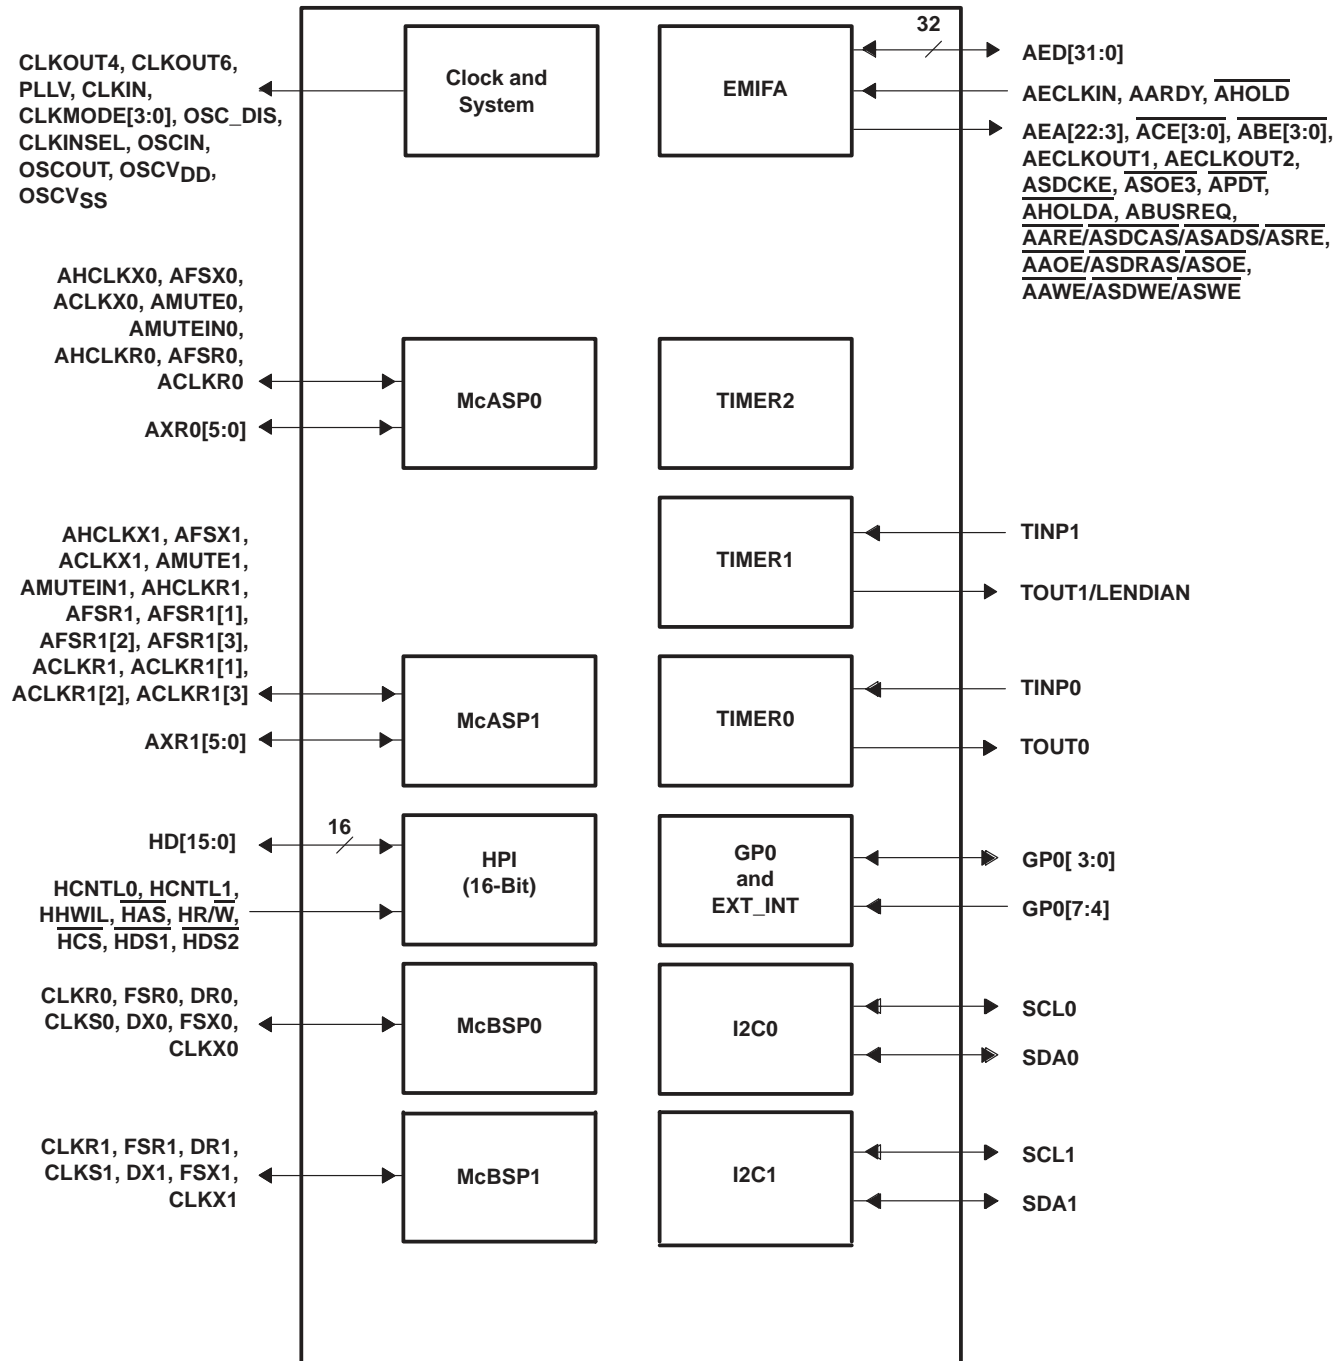 CLKOUT4, CLKOUT6,
PLLV, CLKIN,
CLKMODE[3:0], OSC_DIS,
CLKINSEL, OSCIN,
OSCOUT, OSCVDD,
OSCVSS
Clock and
System
EMIFA
32
AED[31:0]
AECLKIN, AARDY, AHOLD
AEA[22:3], ACE[3:0], ABE[3:0],
AECLKOUT1, AECLKOUT2,
ASDCKE, ASOE3, APDT,
AHOLDA, ABUSREQ,
AARE/ASDCAS/ASADS/ASRE,
AAOE/ASDRAS/ASOE,
AAWE/ASDWE/ASWE
AHCLKX0, AFSX0,
ACLKX0, AMUTE0,
AMUTEIN0,
AHCLKR0, AFSR0,
ACLKR0
AXR0[5:0]
McASP0
TIMER2
TIMER1
TINP1
TOUT1/LENDIAN
AHCLKX1, AFSX1,
ACLKX1, AMUTE1,
AMUTEIN1, AHCLKR1,
AFSR1, AFSR1[1],
AFSR1[2], AFSR1[3],
ACLKR1, ACLKR1[1],
ACLKR1[2], ACLKR1[3]
AXR1[5:0]
McASP1
TIMER0
TINP0
TOUT0
HD[15:0]
16
HCNTL0, HCNTL1,
HHWIL, HAS, HR/W,
HCS, HDS1, HDS2
HPI
(16-Bit)
GP0
and
EXT_INT
GP0[ 3:0]
GP0[7:4]
CLKR0, FSR0, DR0,
CLKS0, DX0, FSX0,
CLKX0
McBSP0
I2C0
SCL0
SDA0
CLKR1, FSR1, DR1,
CLKS1, DX1, FSX1,
CLKX1
McBSP1
I2C1
SCL1
SDA1